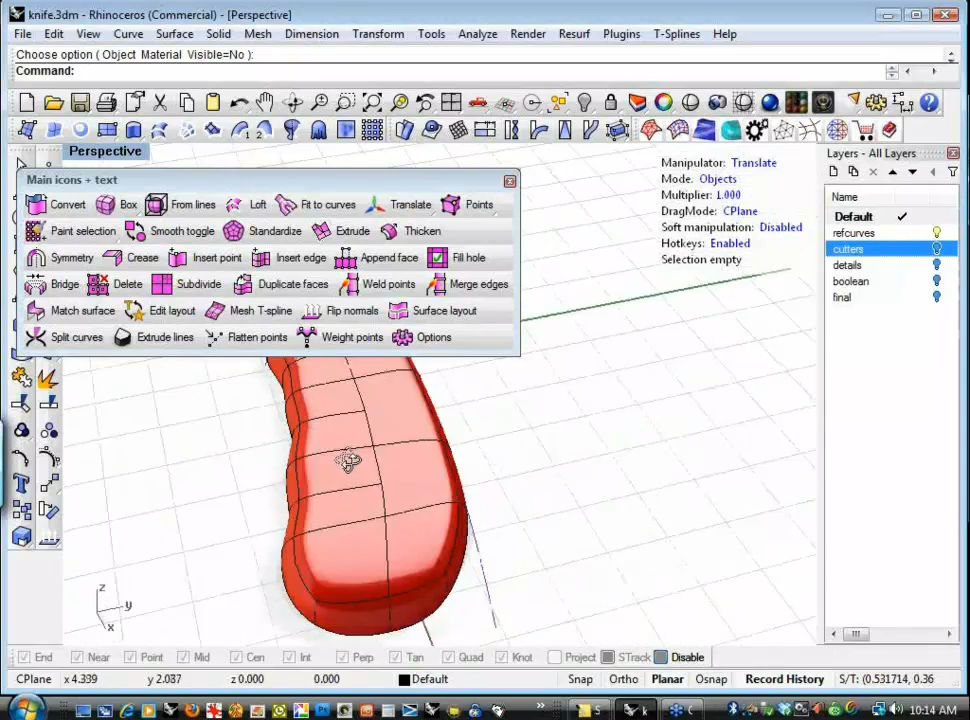 knife.3dm - Rhinoceros (Commercial) - [Perspective]
File Edit View Curve Surface Solid Mesh Dimension Transform Tools Analyze Render Resurf Plugins T-Splines Help
Choose option ( Object Material Visible=No ):
Command:
Perspective
Main icons + text
Convert Box From lines Loft Fit to curves Translate Points
Paint selection Smooth toggle Standardize Extrude Thicken
Symmetry Crease Insert point Insert edge Append face Fill hole
Bridge Delete Subdivide Duplicate faces Weld points Merge edges
Match surface Edit layout Mesh T-spline Flip normals Surface layout
Split curves Extrude lines Flatten points Weight points Options
Manipulator: Translate
Mode: Objects
Multiplier: 1.000
DragMode: CPlane
Soft manipulation: Disabled
Hotkeys: Enabled
Selection empty
Layers - All Layers
Name
Default
refcurves
cutters
details
boolean
final
z
y
x
End Near Point Mid Cen Int Perp Tan Quad Knot Project STrack Disable
CPlane x 4.339 y 2.037 z 0.000 0.000 Default Snap Ortho Planar Osnap Record History S/T: (0.531714, 0.36
S k C 10:14 AM